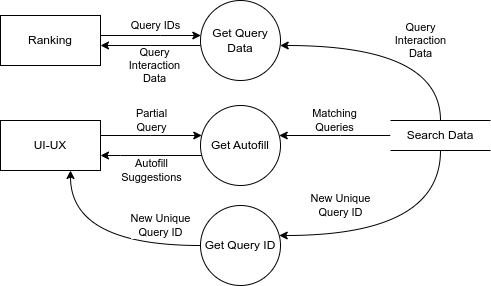 Ranking
Query IDs
Query
Interaction
Data
Get Query
Data
Query
Interaction
Data
UI-UX
Partial
Query
Autofill
Suggestions
Get Autofill
Matching
Queries
Search Data
New Unique
Query ID
Get Query ID
New Unique
Query ID